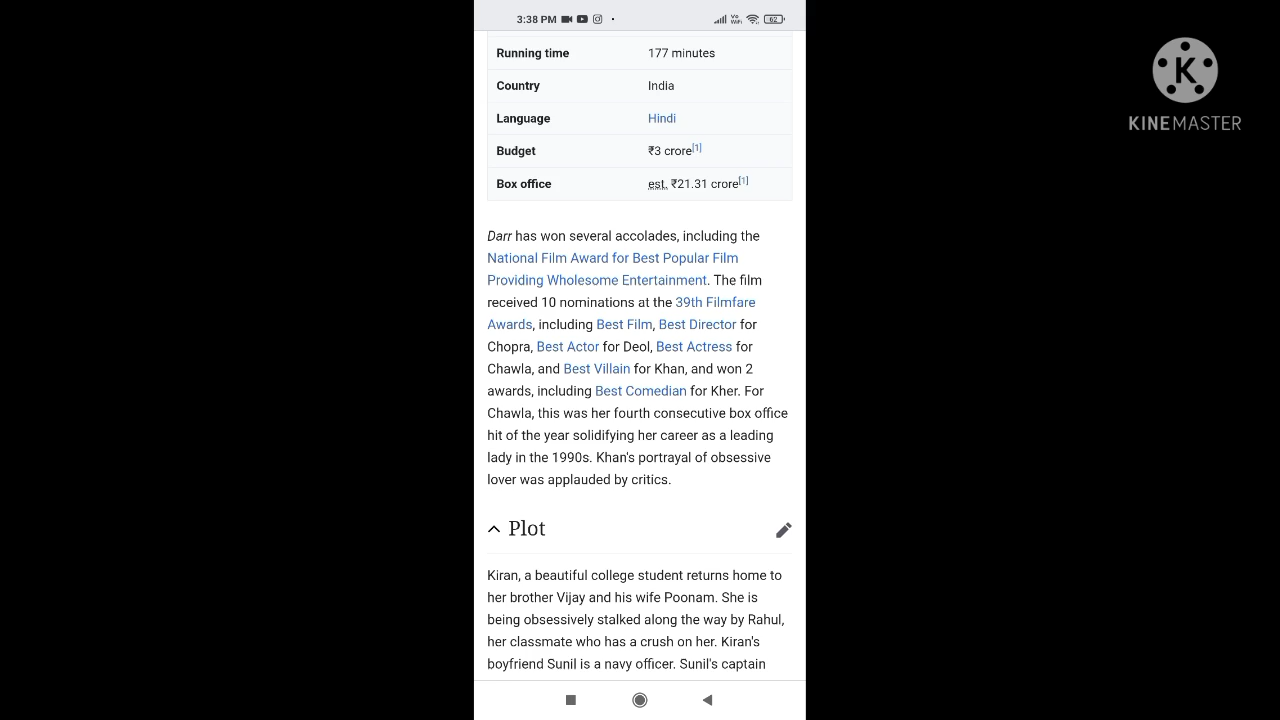 3:38 PM
Vo
WiFi
62
Running time 177 minutes
Country India
Language Hindi
Budget ₹3 crore[1]
Box office est. ₹21.31 crore[1]
Darr has won several accolades, including the
National Film Award for Best Popular Film
Providing Wholesome Entertainment. The film
received 10 nominations at the 39th Filmfare
Awards, including Best Film, Best Director for
Chopra, Best Actor for Deol, Best Actress for
Chawla, and Best Villain for Khan, and won 2
awards, including Best Comedian for Kher. For
Chawla, this was her fourth consecutive box office
hit of the year solidifying her career as a leading
lady in the 1990s. Khan's portrayal of obsessive
lover was applauded by critics.
Plot
Kiran, a beautiful college student returns home to
her brother Vijay and his wife Poonam. She is
being obsessively stalked along the way by Rahul,
her classmate who has a crush on her. Kiran's
boyfriend Sunil is a navy officer. Sunil's captain
K
KINEMASTER